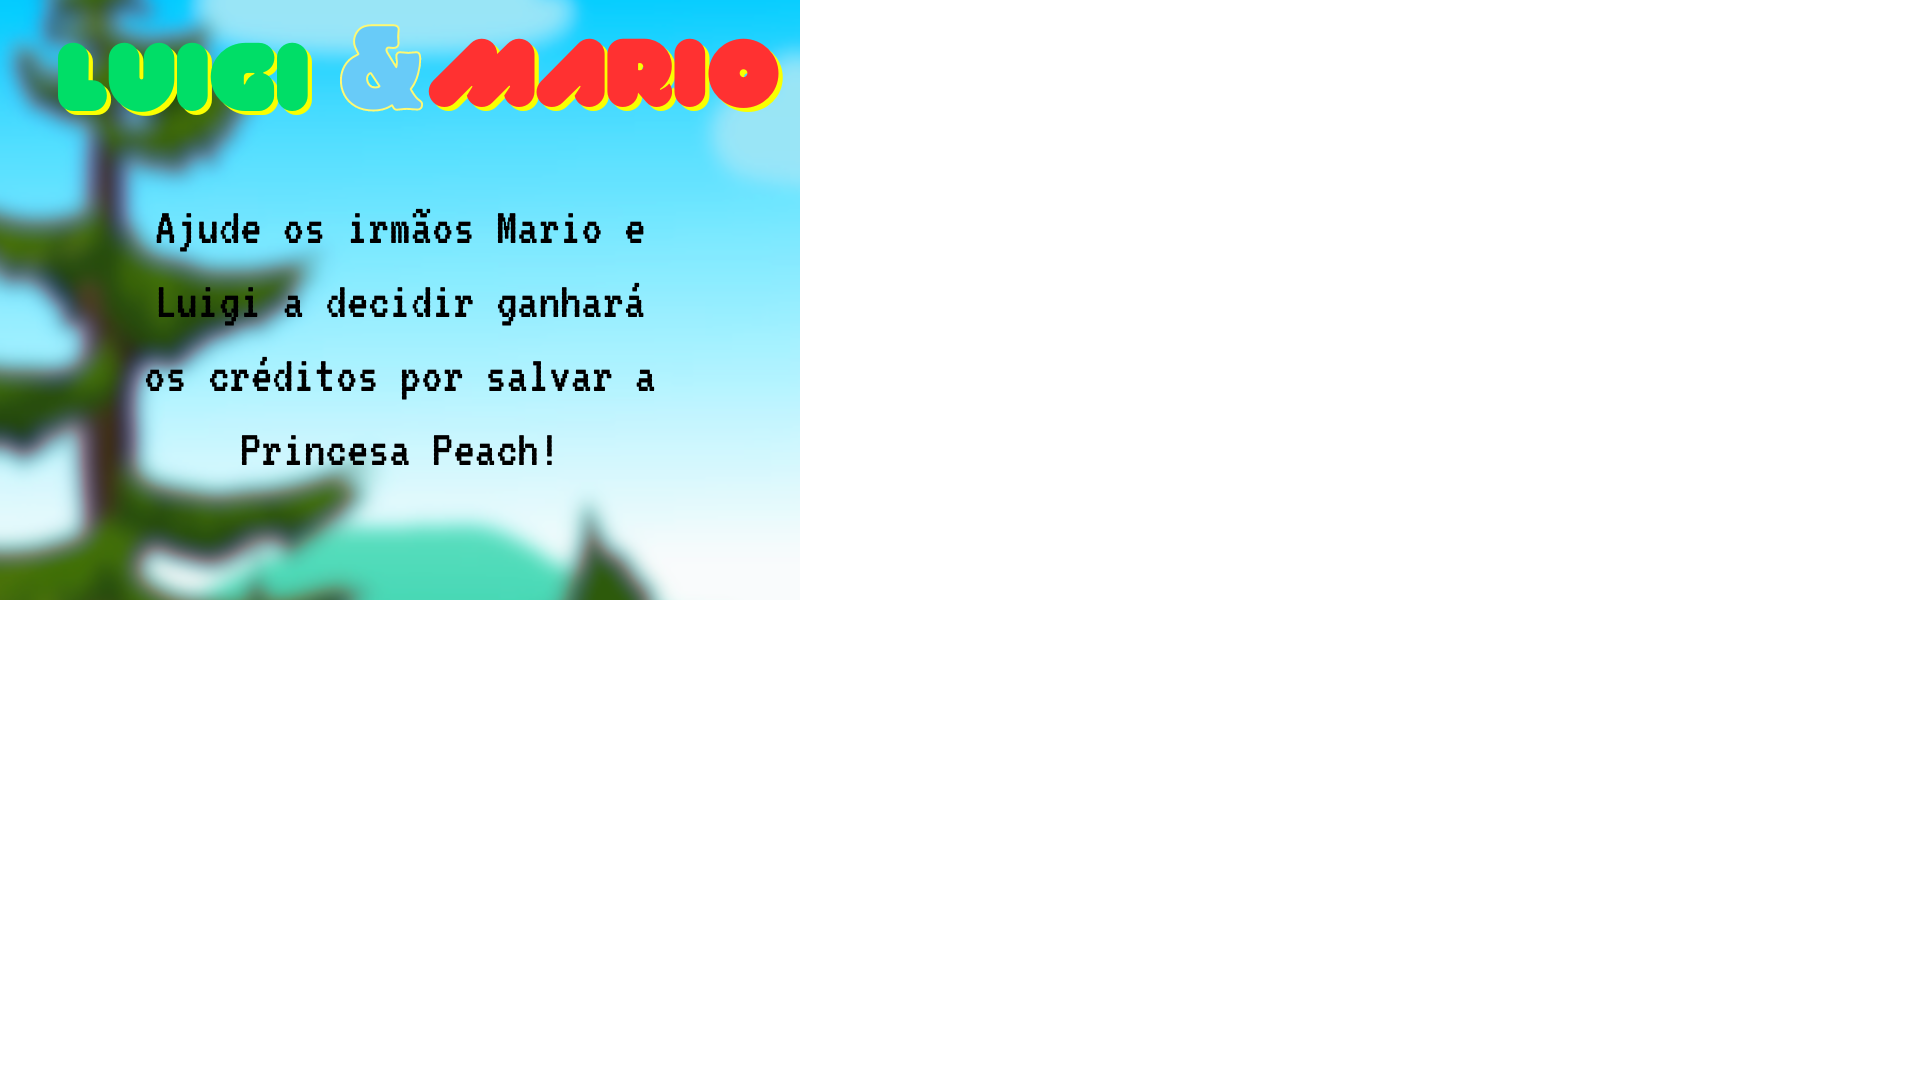 LUIGI & MARIO
Ajude os irmãos Mario e
Luigi a decidir ganhará
os créditos por salvar a
Princesa Peach!